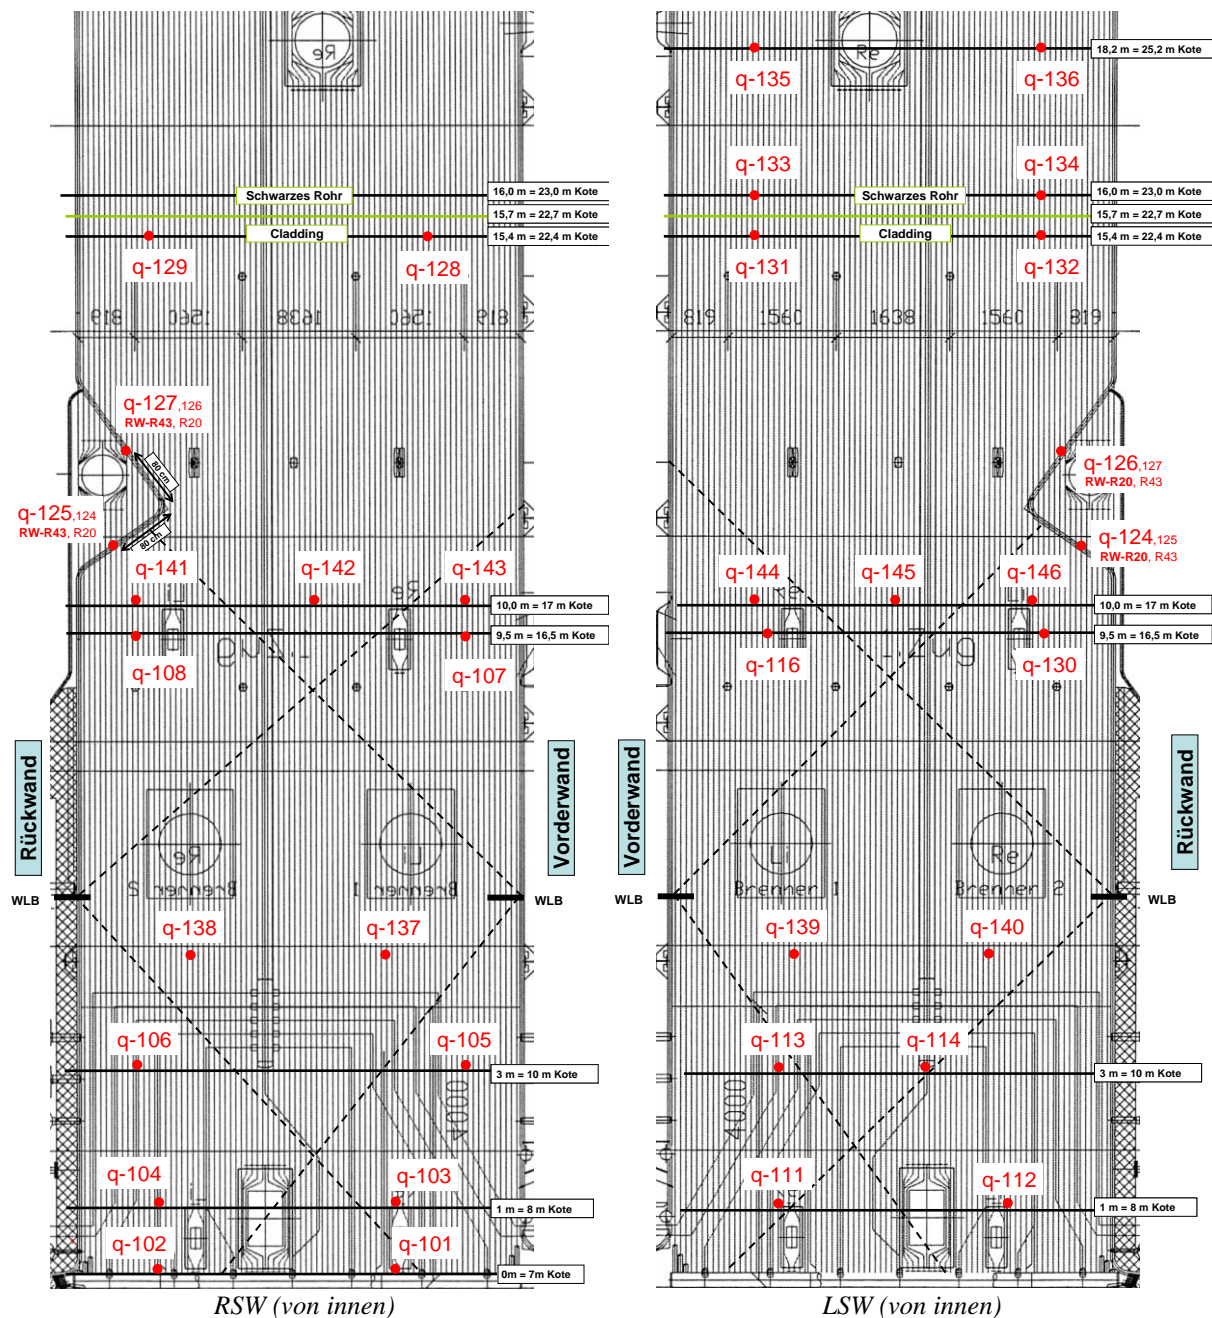 Re
18,2 m = 25,2 m Kote
q-135
q-136
q-133
q-134
16,0 m = 23,0 m Kote
Schwarzes Rohr
15,7 m = 22,7 m Kote
Cladding
15,4 m = 22,4 m Kote
q-129
q-128
16,0 m = 23,0 m Kote
Schwarzes Rohr
15,7 m = 22,7 m Kote
Cladding
15,4 m = 22,4 m Kote
q-131
q-132
819
1560
1638
1560
819
819
1560
1638
1560
819
q-127,126
RW-R43, R20
80 cm
q-125,124
RW-R43, R20
80 cm
q-126,127
RW-R20, R43
q-124,125
RW-R20, R43
q-141
q-142
q-143
Li
Re
10,0 m = 17 m Kote
9,5 m = 16,5 m Kote
q-108
q-107
q-144
q-145
q-146
Re
10,0 m = 17 m Kote
9,5 m = 16,5 m Kote
q-116
q-130
Rückwand
Vorderwand
Vorderwand
Rückwand
Re
Li
Brenner 2
Brenner 1
Li
Re
Brenner 1
Brenner 2
WLB
WLB
WLB
WLB
q-138
q-137
q-139
q-140
q-106
q-105
3 m = 10 m Kote
4000
q-113
q-114
3 m = 10 m Kote
4000
q-104
q-103
1 m = 8 m Kote
q-102
q-101
0m = 7m Kote
q-111
q-112
1 m = 8 m Kote
RSW (von innen)
LSW (von innen)